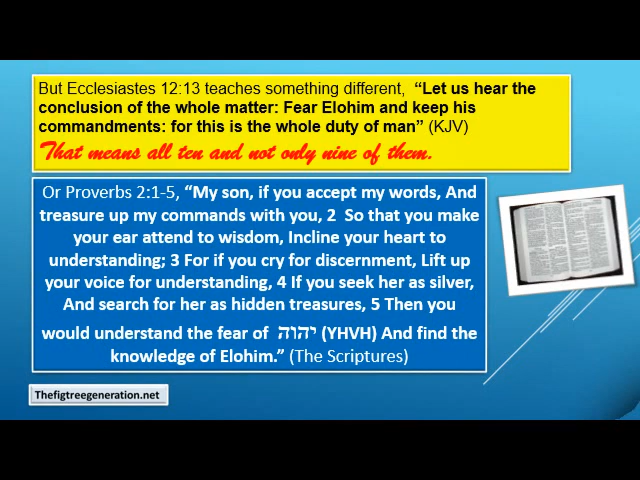 But Ecclesiastes 12:13 teaches something different,  “Let us hear the
conclusion of the whole matter: Fear Elohim and keep his
commandments: for this is the whole duty of man” (KJV)
That means all ten and not only nine of them.
Or Proverbs 2:1-5, “My son, if you accept my words, And
treasure up my commands with you, 2  So that you make
your ear attend to wisdom, Incline your heart to
understanding; 3 For if you cry for discernment, Lift up
your voice for understanding, 4 If you seek her as silver,
And search for her as hidden treasures, 5 Then you
would understand the fear of  יהוה (YHVH) And find the
knowledge of Elohim.” (The Scriptures)
Thefigtreegeneration.net